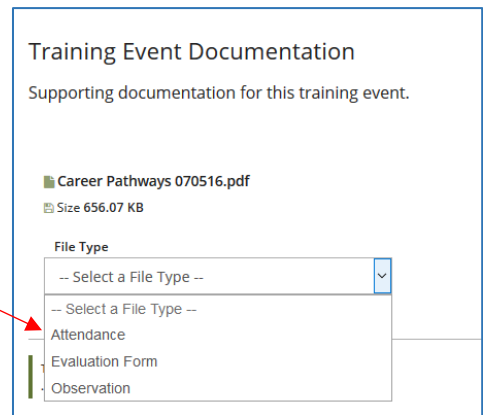 Training Event Documentation
Supporting documentation for this training event.
Career Pathways 070516.pdf
Size 656.07 KB
File Type
-- Select a File Type --
-- Select a File Type --
Attendance
Evaluation Form
Observation